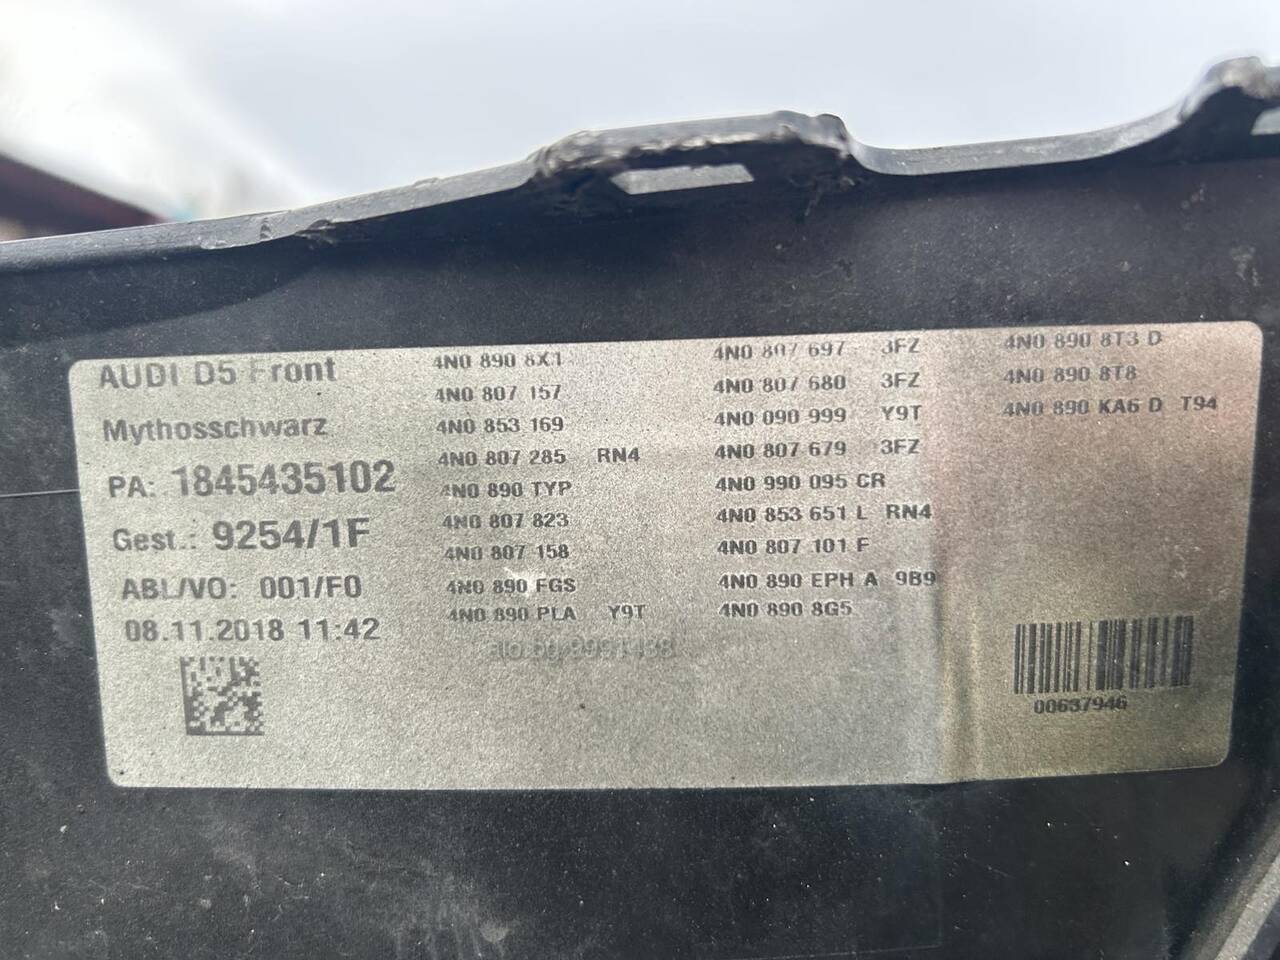 AUDI D5 Front
Mythosschwarz
PA: 1845435102
Gest.: 9254/1F
ABL/VO: 001/F0
08.11.2018 11:42
4N0 890 8X1
4N0 807 157
4N0 853 169
4N0 807 285 RN4
4N0 890 TYP
4N0 807 823
4N0 807 158
4N0 890 FGS
4N0 890 PLA Y9T
4N0 807 697 3FZ
4N0 807 680 3FZ
4N0 090 999 Y9T
4N0 807 679 3FZ
4N0 990 095 CR
4N0 853 651 L RN4
4N0 807 101 F
4N0 890 EPH A 9B9
4N0 890 8G5
4N0 890 8T3 D
4N0 890 8T8
4N0 890 KA6 D T94
00637946